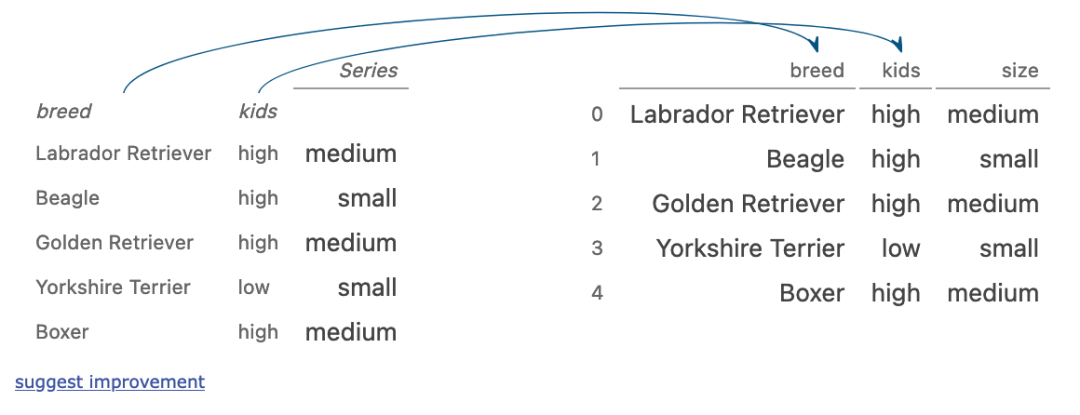 Series
breed kids
Labrador Retriever high medium
Beagle high small
Golden Retriever high medium
Yorkshire Terrier low small
Boxer high medium
breed kids size
0 Labrador Retriever high medium
1 Beagle high small
2 Golden Retriever high medium
3 Yorkshire Terrier low small
4 Boxer high medium
suggest improvement